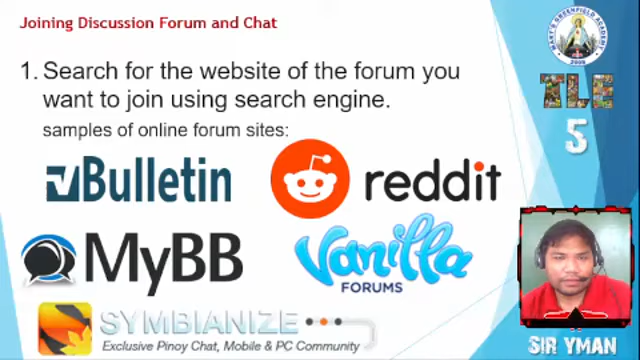 Joining Discussion Forum and Chat
1. Search for the website of the forum you
want to join using search engine.
samples of online forum sites:
vBulletin
reddit
MyBB
Vanilla
FORUMS
SYMBIANIZE
Exclusive Pinoy Chat, Mobile & PC Community
TLE
5
SIR YMAN